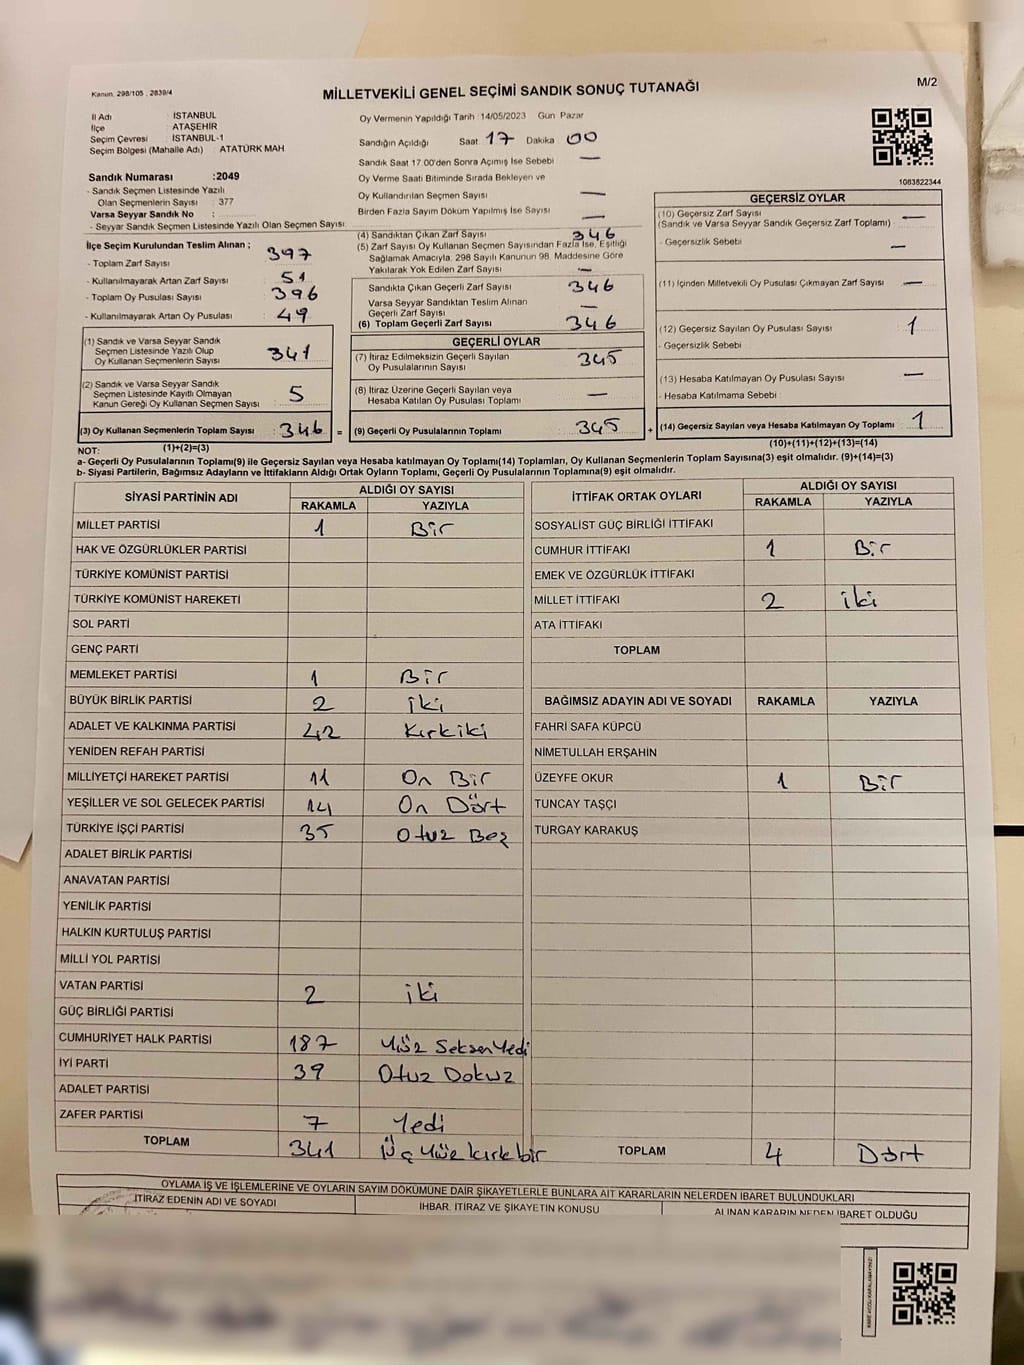 Kanun, 298/105 , 2839/4
MİLLETVEKİLİ GENEL SEÇİMİ SANDIK SONUÇ TUTANAĞI
M/2
İl Adı : İSTANBUL
İlçe : ATAŞEHİR
Seçim Çevresi : İSTANBUL-1
Seçim Bölgesi (Mahalle Adı) : ATATÜRK MAH
Sandık Numarası :2049
- Sandık Seçmen Listesinde Yazılı
Olan Seçmenlerin Sayısı : 377
Varsa Seyyar Sandık No :
- Seyyar Sandık Seçmen Listesinde Yazılı Olan Seçmen Sayısı:
İlçe Seçim Kurulundan Teslim Alınan ;
- Toplam Zarf Sayısı : 397
- Kullanılmayarak Artan Zarf Sayısı : 51
- Toplam Oy Pusulası Sayısı : 396
- Kullanılmayarak Artan Oy Pusulası : 49
(1) Sandık ve Varsa Seyyar Sandık
Seçmen Listesinde Yazılı Olup
Oy Kullanan Seçmenlerin Sayısı : 341
(2) Sandık ve Varsa Seyyar Sandık
Seçmen Listesinde Kayıtlı Olmayan
Kanun Gereği Oy Kullanan Seçmen Sayısı : 5
(3) Oy Kullanan Seçmenlerin Toplam Sayısı : 346 =
Oy Vermenin Yapıldığı Tarih : 14/05/2023 Gün : Pazar
Sandığın Açıldığı Saat : 17 Dakika : 00
Sandık Saat 17.00'den Sonra Açımış İse Sebebi : —
Oy Verme Saati Bitiminde Sırada Bekleyen ve
Oy Kullandırılan Seçmen Sayısı : —
Birden Fazla Sayım Döküm Yapılmış İse Sayısı : —
(4) Sandıktan Çıkan Zarf Sayısı : 346
(5) Zarf Sayısı Oy Kullanan Seçmen Sayısından Fazla İse, Eşitliği
Sağlamak Amacıyla, 298 Sayılı Kanunun 98. Maddesine Göre
Yakılarak Yok Edilen Zarf Sayısı : —
Sandıkta Çıkan Geçerli Zarf Sayısı : 346
Varsa Seyyar Sandıktan Teslim Alınan
Geçerli Zarf Sayısı : —
(6) Toplam Geçerli Zarf Sayısı : 346
GEÇERLİ OYLAR
(7) İtiraz Edilmeksizin Geçerli Sayılan
Oy Pusulalarının Sayısı : 345
(8) İtiraz Üzerine Geçerli Sayılan veya
Hesaba Katılan Oy Pusulası Toplamı : —
(9) Geçerli Oy Pusulalarının Toplamı : 345 +
1083822344
GEÇERSİZ OYLAR
(10) Geçersiz Zarf Sayısı
(Sandık ve Varsa Seyyar Sandık Geçersiz Zarf Toplamı) : —
- Geçersizlik Sebebi : —
(11) İçinden Milletvekili Oy Pusulası Çıkmayan Zarf Sayısı : —
(12) Geçersiz Sayılan Oy Pusulası Sayısı : 1
- Geçersizlik Sebebi :
(13) Hesaba Katılmayan Oy Pusulası Sayısı : —
- Hesaba Katılmama Sebebi :
(14) Geçersiz Sayılan veya Hesaba Katılmayan Oy Toplamı : 1
NOT: (1)+(2)=(3)
(10)+(11)+(12)+(13)=(14)
a- Geçerli Oy Pusulalarının Toplamı(9) ile Geçersiz Sayılan veya Hesaba katılmayan Oy Toplamı(14) Toplamları, Oy Kullanan Seçmenlerin Toplam Sayısına(3) eşit olmalıdır. (9)+(14)=(3)
b- Siyasi Partilerin, Bağımsız Adayların ve İttifakların Aldığı Ortak Oyların Toplamı, Geçerli Oy Pusulalarının Toplamına(9) eşit olmalıdır.
SİYASİ PARTİNİN ADI ALDIĞI OY SAYISI
RAKAMLA YAZIYLA
MİLLET PARTİSİ 1 Bir
HAK VE ÖZGÜRLÜKLER PARTİSİ
TÜRKİYE KOMÜNİST PARTİSİ
TÜRKİYE KOMÜNİST HAREKETİ
SOL PARTİ
GENÇ PARTİ
MEMLEKET PARTİSİ 1 Bir
BÜYÜK BİRLİK PARTİSİ 2 iki
ADALET VE KALKINMA PARTİSİ 42 Kırkiki
YENİDEN REFAH PARTİSİ
MİLLİYETÇİ HAREKET PARTİSİ 11 On Bir
YEŞİLLER VE SOL GELECEK PARTİSİ 14 On Dört
TÜRKİYE İŞÇİ PARTİSİ 35 Otuz Beş
ADALET BİRLİK PARTİSİ
ANAVATAN PARTİSİ
YENİLİK PARTİSİ
HALKIN KURTULUŞ PARTİSİ
MİLLİ YOL PARTİSİ
VATAN PARTİSİ 2 iki
GÜÇ BİRLİĞİ PARTİSİ
CUMHURİYET HALK PARTİSİ 187 Yüz Seksen Yedi
İYİ PARTİ 39 Otuz Dokuz
ADALET PARTİSİ
ZAFER PARTİSİ 7 Yedi
TOPLAM 341 Üç Yüz kırk bir
İTTİFAK ORTAK OYLARI ALDIĞI OY SAYISI
RAKAMLA YAZIYLA
SOSYALİST GÜÇ BİRLİĞİ İTTİFAKI
CUMHUR İTTİFAKI 1 Bir
EMEK VE ÖZGÜRLÜK İTTİFAKI
MİLLET İTTİFAKI 2 iki
ATA İTTİFAKI
TOPLAM
BAĞIMSIZ ADAYIN ADI VE SOYADI RAKAMLA YAZIYLA
FAHRİ SAFA KÜPCÜ
NİMETULLAH ERŞAHİN
ÜZEYFE OKUR 1 Bir
TUNCAY TAŞÇI
TURGAY KARAKUŞ
TOPLAM 4 Dört
OYLAMA İŞ VE İŞLEMLERİNE VE OYLARIN SAYIM DÖKÜMÜNE DAİR ŞİKAYETLERLE BUNLARA AİT KARARLARIN NELERDEN İBARET BULUNDUKLARI
İTİRAZ EDENİN ADI VE SOYADI İHBAR, İTİRAZ VE ŞİKAYETİN KONUSU ALINAN KARARIN NEDEN İBARET OLDUĞU